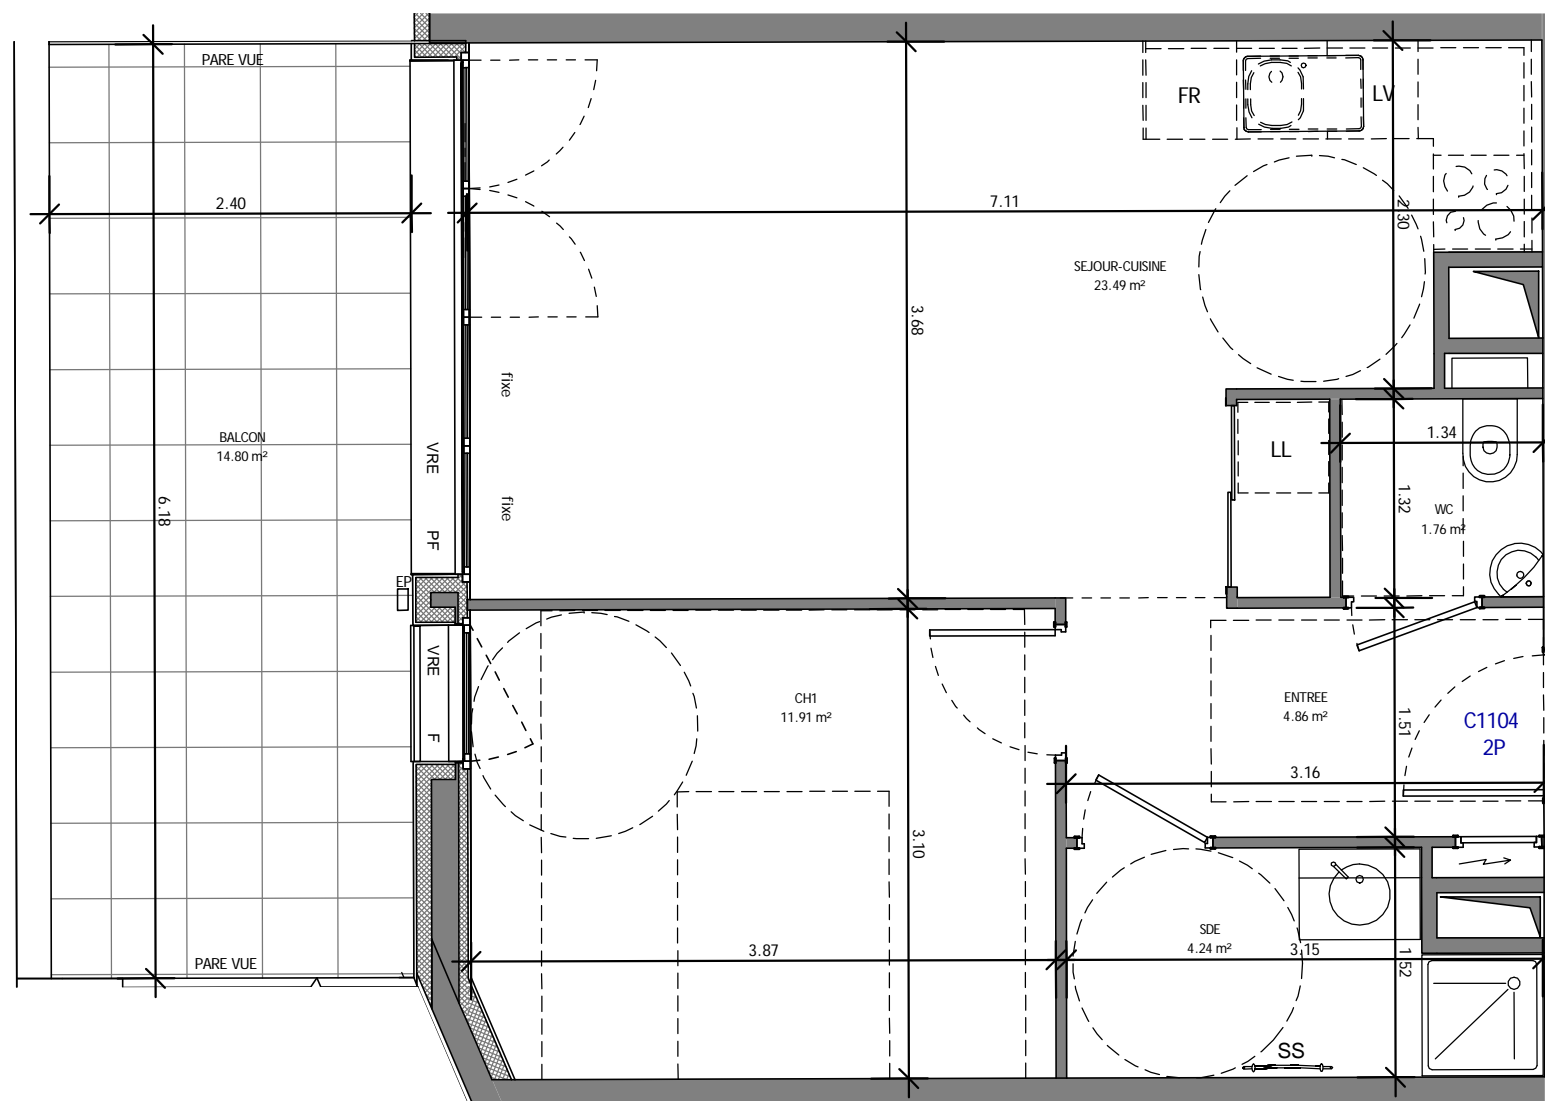 PARE VUE
FR
LV
2.40
7.11
2.30
SEJOUR-CUISINE
23.49 m²
3.68
fixe
BALCON
14.80 m²
VRE
LL
1.34
6.18
fixe
PF
1.32
WC
1.76 m²
EP
VRE
F
CH1
11.91 m²
ENTREE
4.86 m²
1.51
C1104
2P
3.16
3.10
PARE VUE
3.87
SDE
4.24 m²
3.15
1.52
SS